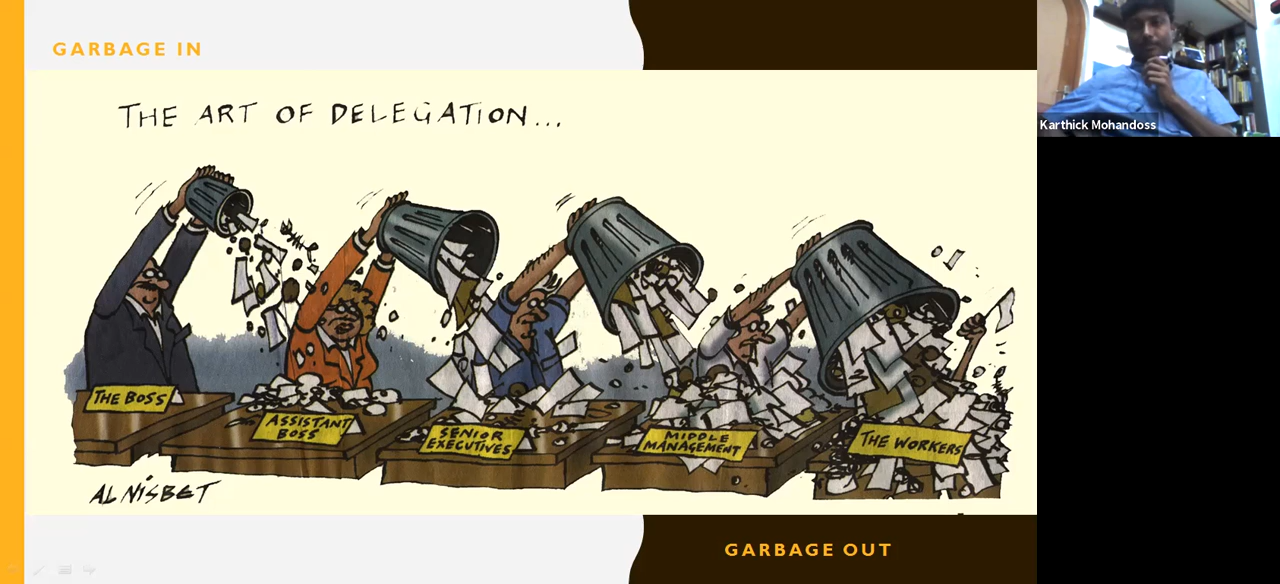 GARBAGE IN
THE ART OF DELEGATION...
Karthick Mohandoss
THE BOSS
ASSISTANT
BOSS
SENIOR
EXECUTIVES
MIDDLE
MANAGEMENT
THE WORKERS
AL NISBET
GARBAGE OUT